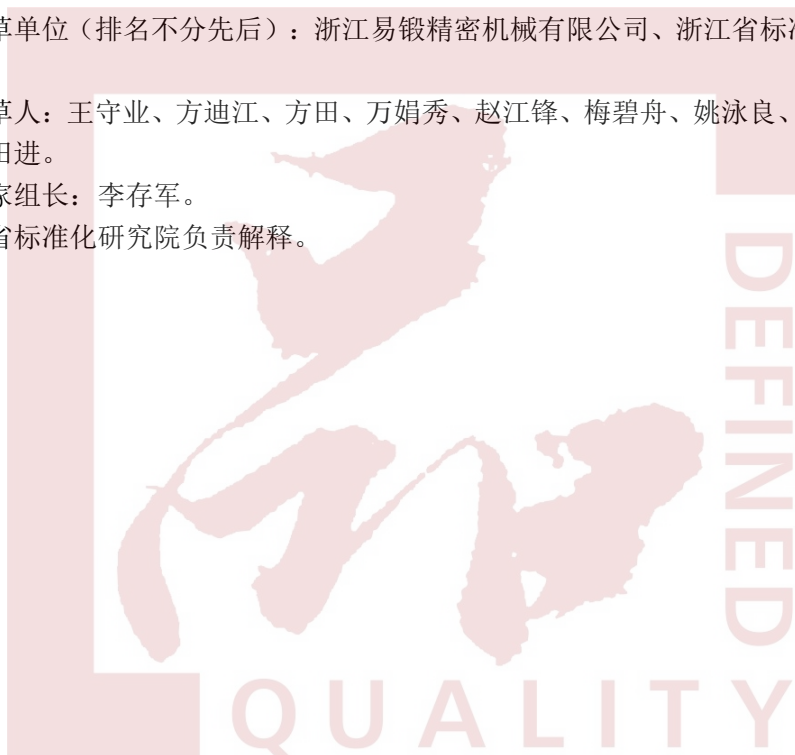 草单位（排名不分先后）：浙江易锻精密机械有限公司、浙江省标准
草人：王守业、方迪江、方田、万娟秀、赵江锋、梅碧舟、姚泳良、
田进。
家组长：李存军。
省标准化研究院负责解释。
品
DEFINED
QUALITY